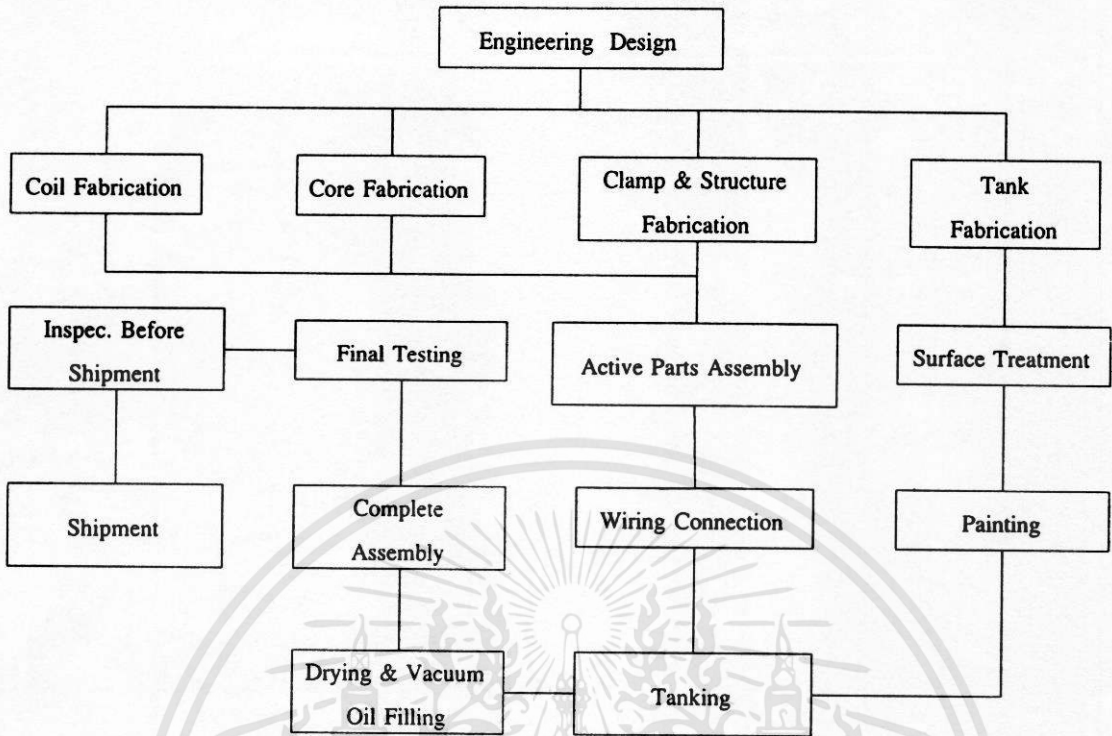 Engineering Design
Coil Fabrication
Core Fabrication
Clamp & Structure
Fabrication
Tank
Fabrication
Inspec. Before
Shipment
Final Testing
Active Parts Assembly
Surface Treatment
Shipment
Complete
Assembly
Wiring Connection
Painting
Drying & Vacuum
Oil Filling
Tanking